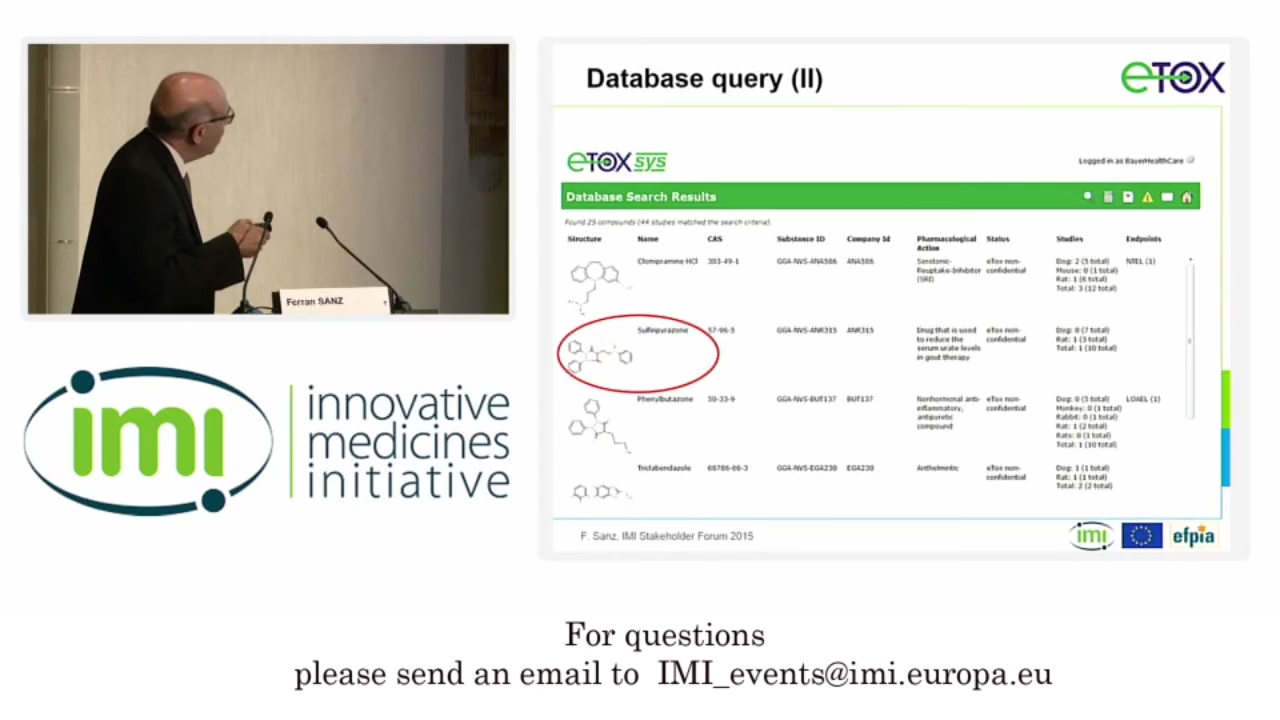 Ferran SANZ
imi
innovative
medicines
initiative
Database query (II)
eTOX
eTOX sys
Logged in as BayerHealthCare
Database Search Results
Found 25 compounds (44 studies matched the search criteria).
Structure Name CAS Substance ID Company Id Pharmacological Action Status Studies Endpoints
Clomipramine HCl 303-49-1 GGA-NVS-ANA586 ANA586 Serotonin- eTox non- Dog: 2 (5 total) NTEL (1)
Reuptake-Inhibitor confidential Mouse: 0 (1 total)
(SRI) Rat: 1 (6 total)
Total: 3 (12 total)
Sulfinpyrazone 57-96-5 GGA-NVS-ANR315 ANR315 Drug that is used eTox non- Dog: 0 (7 total)
to reduce the confidential Rat: 1 (3 total)
serum urate levels Total: 1 (10 total)
in gout therapy
Phenylbutazone 50-33-9 GGA-NVS-BUT137 BUT137 Nonhormonal anti- eTox non- Dog: 0 (5 total) LOAEL (1)
inflammatory, confidential Monkey: 0 (1 total)
antipyretic Rabbit: 0 (1 total)
compound Rat: 1 (2 total)
Rats: 0 (1 total)
Total: 1 (10 total)
68786-66-3 GGA-NVS-EGA230 EGA230 Anthelmintic eTox non- Dog: 1 (1 total)
confidential Rat: 1 (1 total)
Total: 2 (2 total)
F. Sanz, IMI Stakeholder Forum 2015
imi
efpia
For questions
please send an email to IMI_events@imi.europa.eu